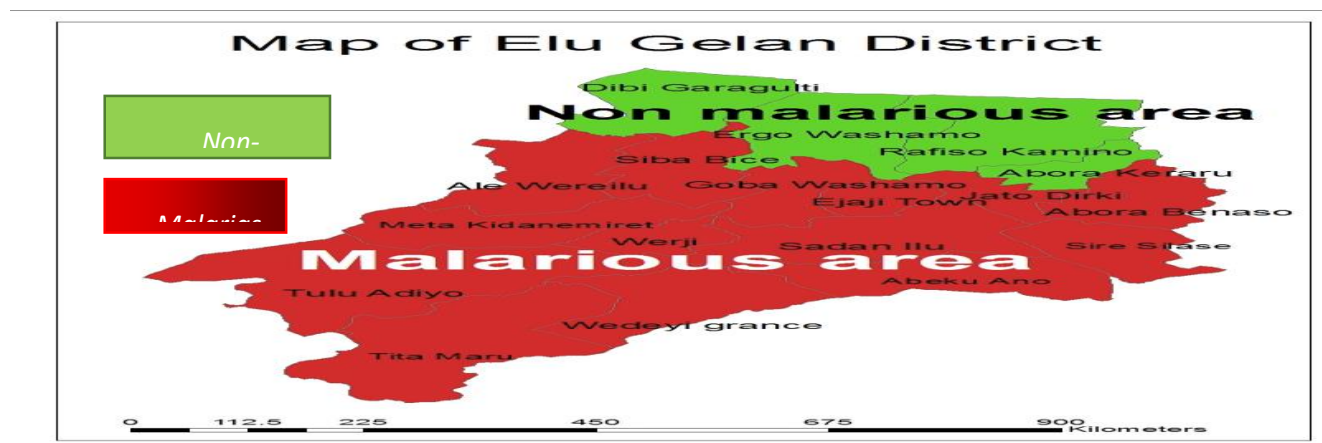 Map of Elu Gelan District
Dibi Garagulti
Non-
Non malarious area
Ergo Washamo
Rafiso Kamino
Siba Bice
Abora Keraru
Ale Wereilu
Goba Washamo
Jato Dirki
Ejaji Town
Abora Benaso
Meta Kidanemiret
Werji
Sadan Ilu
Sire Silase
Malarious area
Abeku Ano
Tulu Adiyo
Wedeyi grance
Tita Maru
0 112.5 225 450 675 900
Kilometers